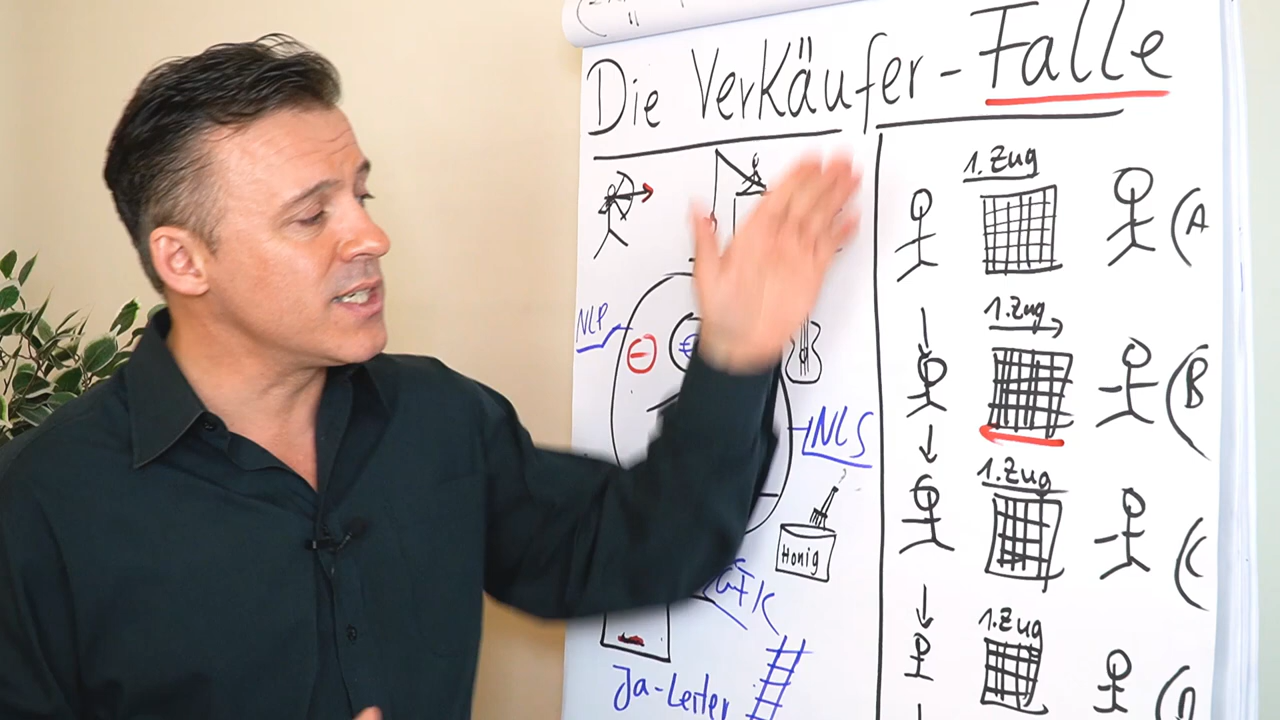 Die Verkäufer-Falle
NLP
€
NLS
Honig
Ja-Leiter
1. Zug
A
1. Zug
B
1. Zug
C
1. Zug
D